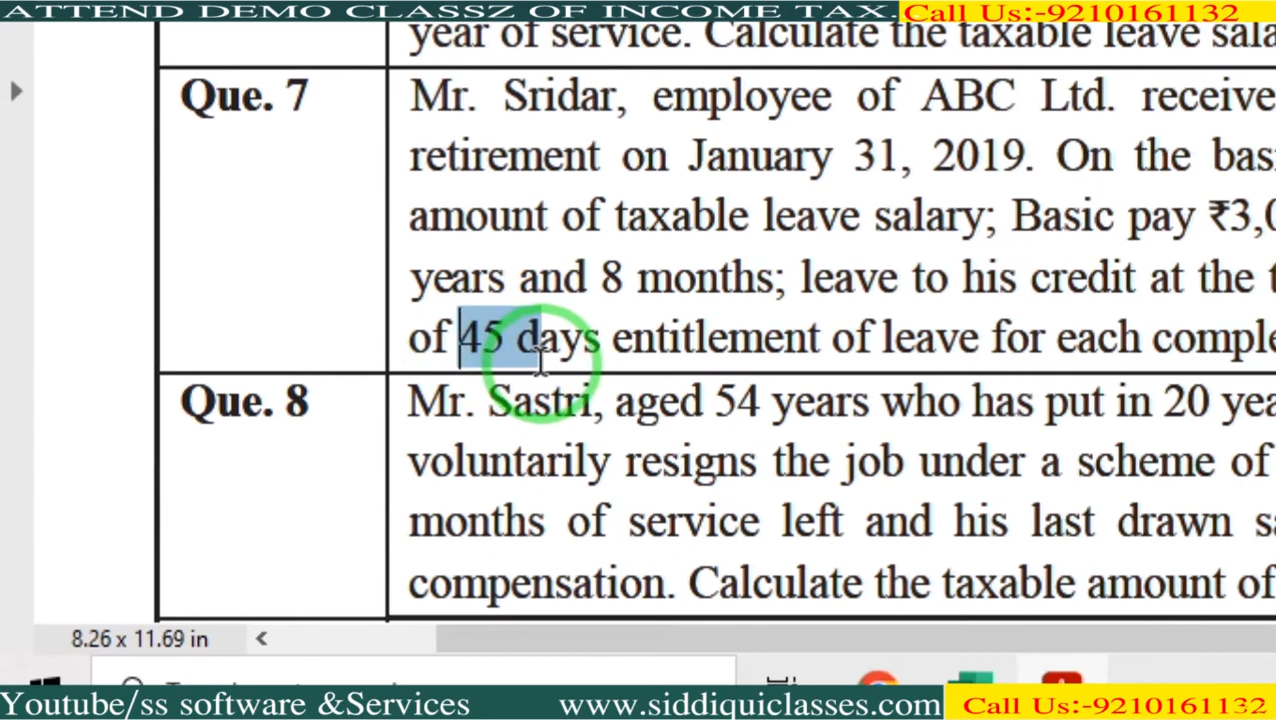 ATTEND DEMO CLASSZ OF INCOME TAX. Call Us:-9210161132
year of service. Calculate the taxable leave
Que. 7
Mr. Sridar, employee of ABC Ltd.
retirement on January 31, 2019. On the
amount of taxable leave salary; Basic pay ₹3,0
years and 8 months; leave to his credit at the
of 45 days entitlement of leave for each
Que. 8
Mr. Sastri, aged 54 years who has put in 20
voluntarily resigns the job under a scheme of
months of service left and his last drawn
compensation. Calculate the taxable amount of
8.26 x 11.69 in
Youtube/ss software &Services www.siddiquiclasses.com Call Us:-9210161132